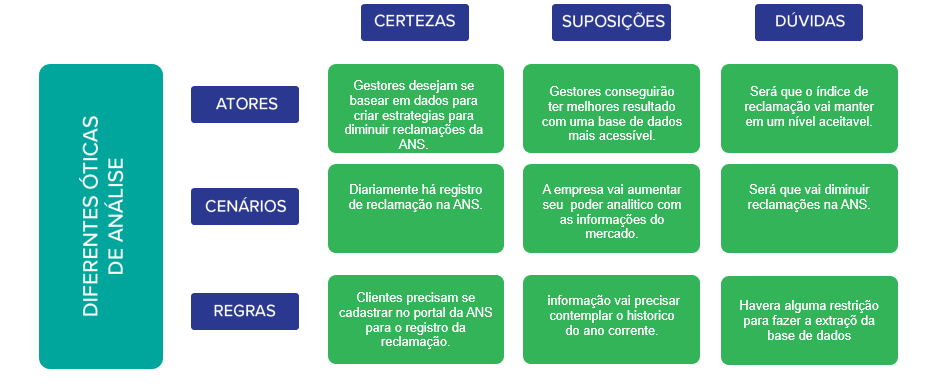 CERTEZAS
SUPOSIÇÕES
DÚVIDAS
DIFERENTES ÓTICAS
DE ANÁLISE
ATORES
Gestores desejam se
basear em dados para
criar estrategias para
diminuir reclamações da
ANS.
Gestores conseguirão
ter melhores resultado
com uma base de dados
mais acessível.
Será que o índice de
reclamação vai manter
em um nível aceitavel.
CENÁRIOS
Diariamente há registro
de reclamação na ANS.
A empresa vai aumentar
seu poder analitico com
as informações do
mercado.
Será que vai diminuir
reclamações na ANS.
REGRAS
Clientes precisam se
cadastrar no portal da ANS
para o registro da
reclamação.
informação vai precisar
contemplar o historico
do ano corrente.
Havera alguma restrição
para fazer a extraçõ da
base de dados